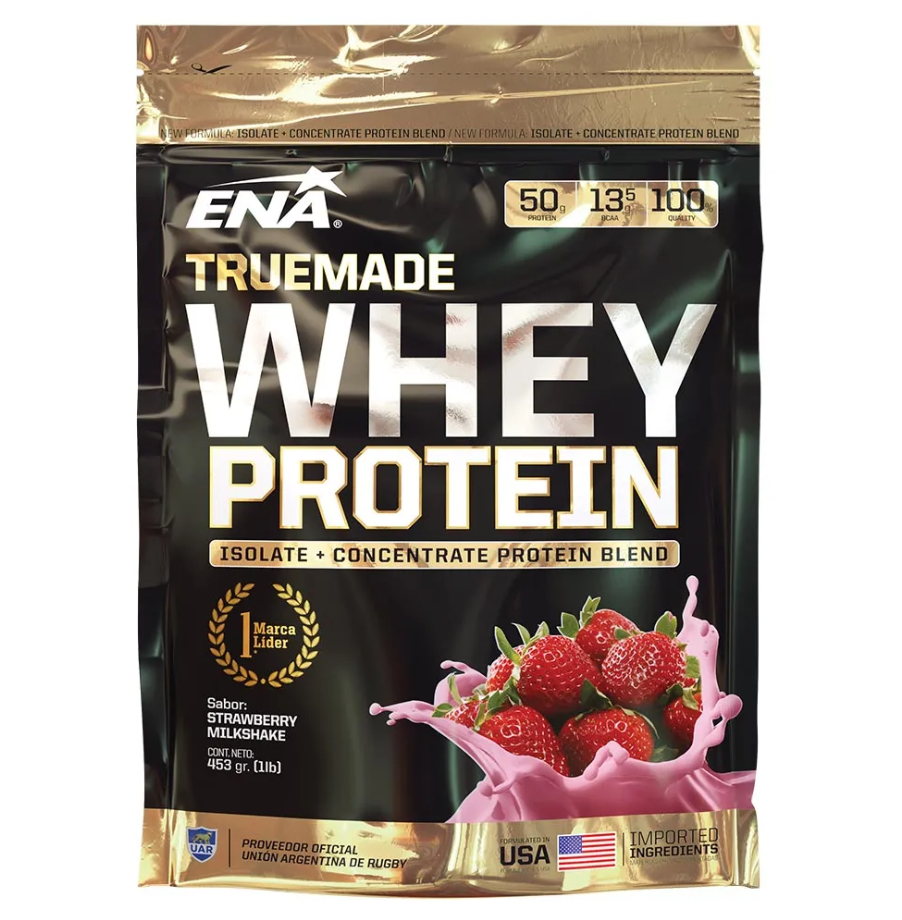 NEW FORMULA: ISOLATE + CONCENTRATE PROTEIN BLEND / NEW FORMULA: ISOLATE + CONCENTRATE PROTEIN BLEND
ENA®
50g 13,5g 100%
PROTEIN BCAA QUALITY
TRUEMADE
WHEY
PROTEIN
ISOLATE + CONCENTRATE PROTEIN BLEND
1 Marca
Líder
Sabor:
STRAWBERRY
MILKSHAKE
CONT. NETO:
453 gr. (1lb)
UAR
PROVEEDOR OFICIAL
UNIÓN ARGENTINA DE RUGBY
FORMULATED IN
USA
IMPORTED
INGREDIENTS